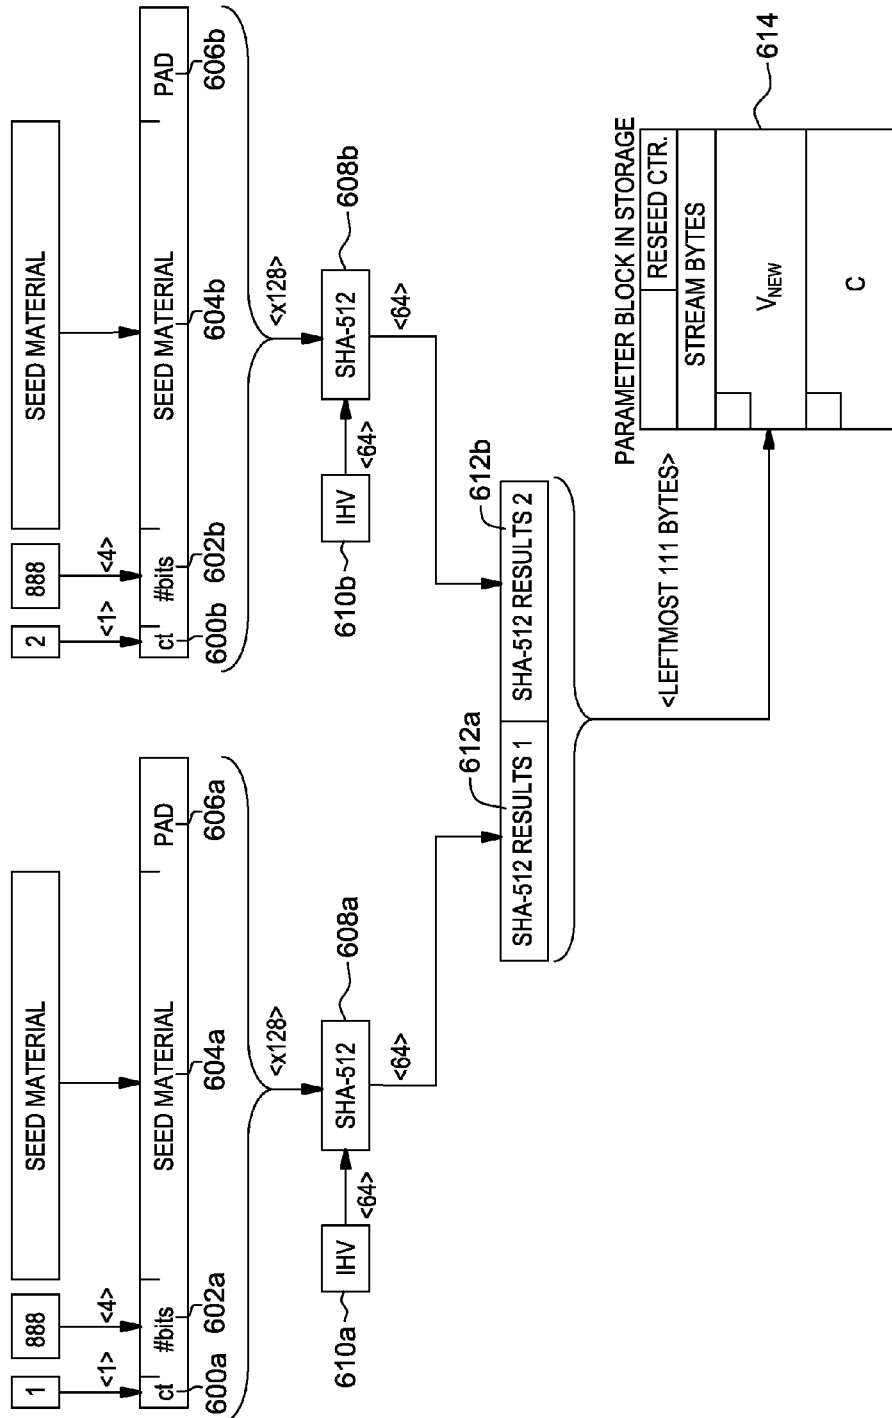 1
888
SEED MATERIAL
<1>
<4>
ct
#bits
SEED MATERIAL
PAD
600a
602a
604a
606a
<x128>
IHV
<64>
SHA-512
610a
608a
<64>
2
888
SEED MATERIAL
<1>
<4>
ct
#bits
SEED MATERIAL
PAD
600b
602b
604b
606b
<x128>
IHV
<64>
SHA-512
610b
608b
<64>
612a
612b
SHA-512 RESULTS 1
SHA-512 RESULTS 2
<LEFTMOST 111 BYTES>
PARAMETER BLOCK IN STORAGE
RESEED CTR.
STREAM BYTES
VNEW
C
614